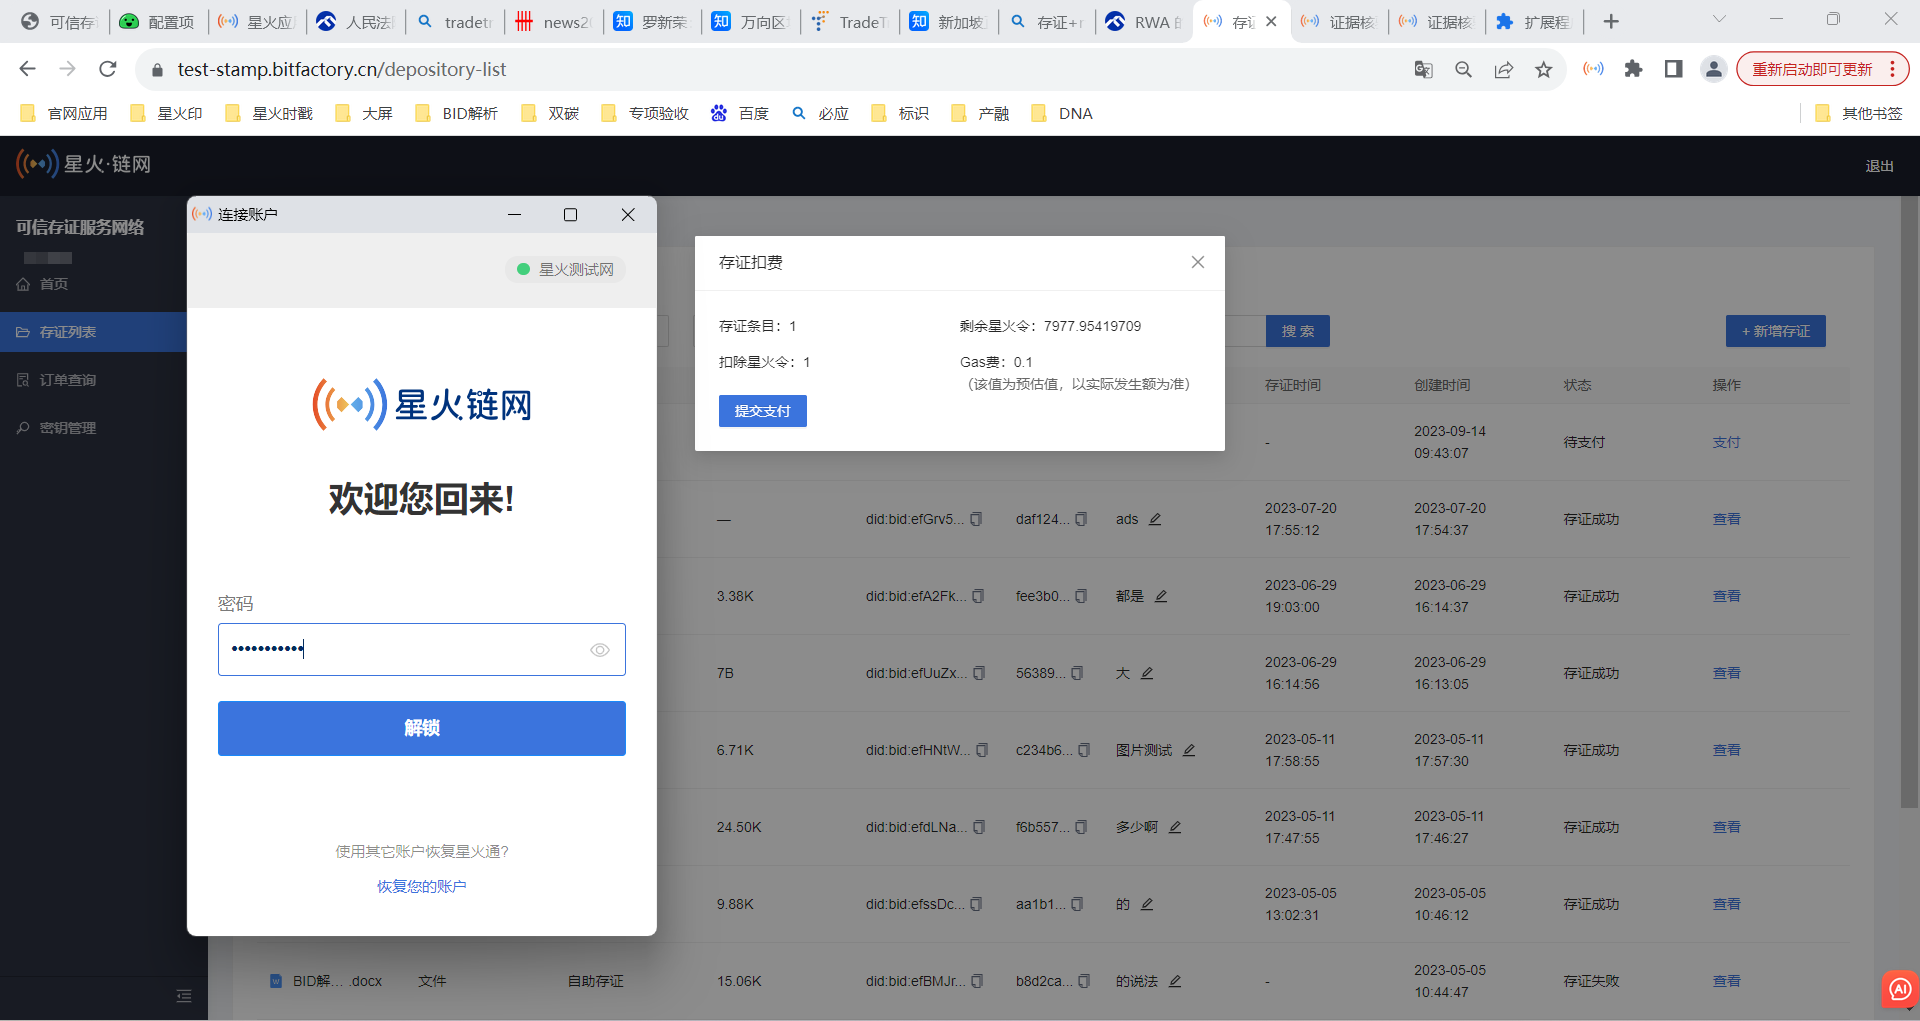 可信存
配置项
星火应
人民法
tradetr
news20
罗新荣
万向区
TradeT
新加坡
存证+r
RWA 的
存证
证据核
证据核
扩展程
test-stamp.bitfactory.cn/depository-list
重新启动即可更新
官网应用
星火印
星火时戳
大屏
BID解析
双碳
专项验收
百度
必应
标识
产融
DNA
其他书签
星火·链网
退出
可信存证服务网络
首页
存证列表
订单查询
密钥管理
连接账户
星火测试网
星火链网
欢迎您回来!
密码
•••••••••••
解锁
使用其它账户恢复星火通?
恢复您的账户
存证扣费
存证条目：1
剩余星火令：7977.95419709
扣除星火令：1
Gas费：0.1
（该值为预估值，以实际发生额为准）
提交支付
搜 索
+ 新增存证
存证时间
创建时间
状态
操作
-
2023-09-14
09:43:07
待支付
支付
—
did:bid:efGrv5...
daf124...
ads
2023-07-20
17:55:12
2023-07-20
17:54:37
存证成功
查看
3.38K
did:bid:efA2Fk...
fee3b0...
都是
2023-06-29
19:03:00
2023-06-29
16:14:37
存证成功
查看
7B
did:bid:efUuZx...
56389...
大
2023-06-29
16:14:56
2023-06-29
16:13:05
存证成功
查看
6.71K
did:bid:efHNtW...
c234b6...
图片测试
2023-05-11
17:58:55
2023-05-11
17:57:30
存证成功
查看
24.50K
did:bid:efdLNa...
f6b557...
多少啊
2023-05-11
17:47:55
2023-05-11
17:46:27
存证成功
查看
9.88K
did:bid:efssDc...
aa1b1...
的
2023-05-05
13:02:31
2023-05-05
10:46:12
存证成功
查看
BID解... .docx
文件
自助存证
15.06K
did:bid:efBMJr...
b8d2ca...
的说法
-
2023-05-05
10:44:47
存证失败
查看
AI